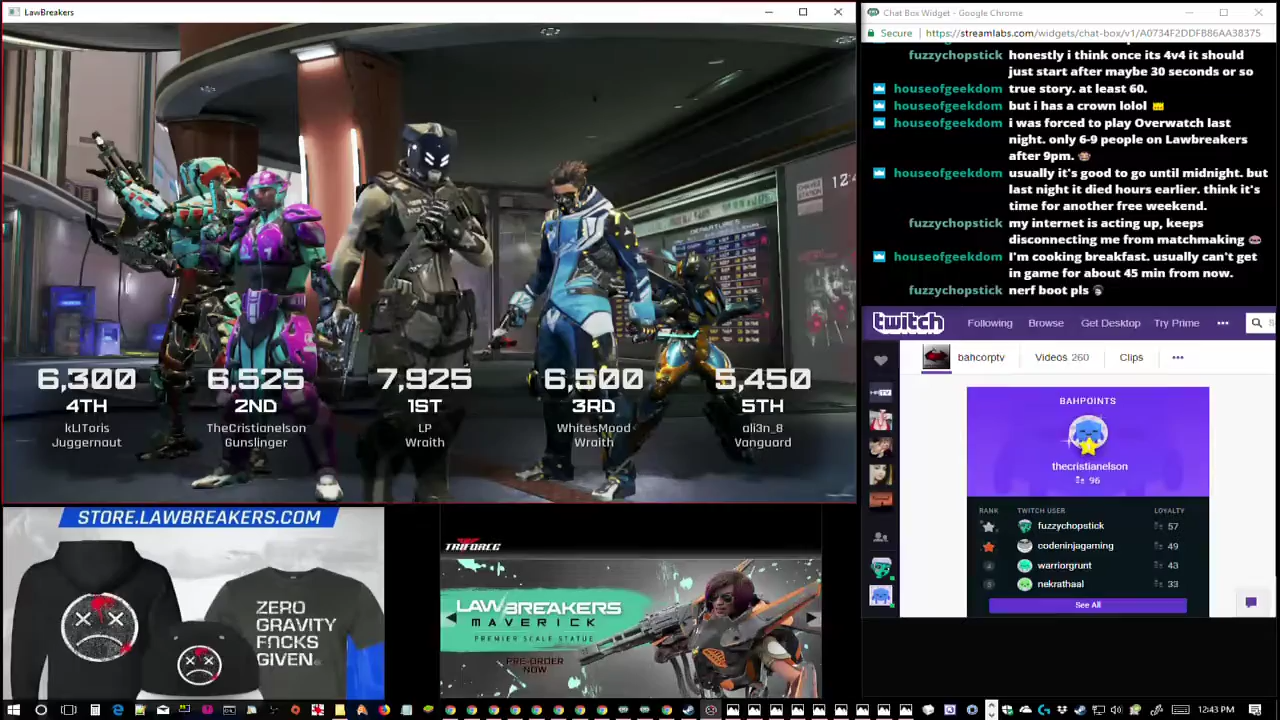 LawBreakers
Chat Box Widget - Google Chrome
Secure
https://streamlabs.com/widgets/chat-box/v1/A0734F2DDFB86AA38375
fuzzychopstick honestly i think once its 4v4 it should
just start after maybe 30 seconds or so
houseofgeekdom true story. at least 60.
houseofgeekdom but i has a crown lolol
houseofgeekdom i was forced to play Overwatch last
night. only 6-9 people on Lawbreakers
after 9pm.
houseofgeekdom usually it's good to go until midnight. but
last night it died hours earlier. think it's
time for another free weekend.
fuzzychopstick my internet is acting up, keeps
disconnecting me from matchmaking
houseofgeekdom I'm cooking breakfast. usually can't get
in game for about 45 min from now.
fuzzychopstick nerf boot pls
12:4
6,300 6,525 7,925 6,500 5,450
4TH 2ND 1ST 3RD 5TH
kLIToris TheCristianelson LP WhitesMood ali3n_8
Juggernaut Gunslinger Wraith Wraith Vanguard
twitch Following Browse Get Desktop Try Prime ••• S
bahcorptv Videos 260 Clips •••
BAHPOINTS
thecristianelson
96
RANK TWITCH USER LOYALTY
fuzzychopstick 57
codeninjagaming 49
4 warriorgrunt 43
5 nekrathaal 33
See All
STORE.LAWBREAKERS.COM
ZERO
GRAVITY
F×CKS
GIVEN.
TRIFORCE
LAWBREAKERS
MAVERICK
PREMIER SCALE STATUE
PRE-ORDER
NOW
12:43 PM